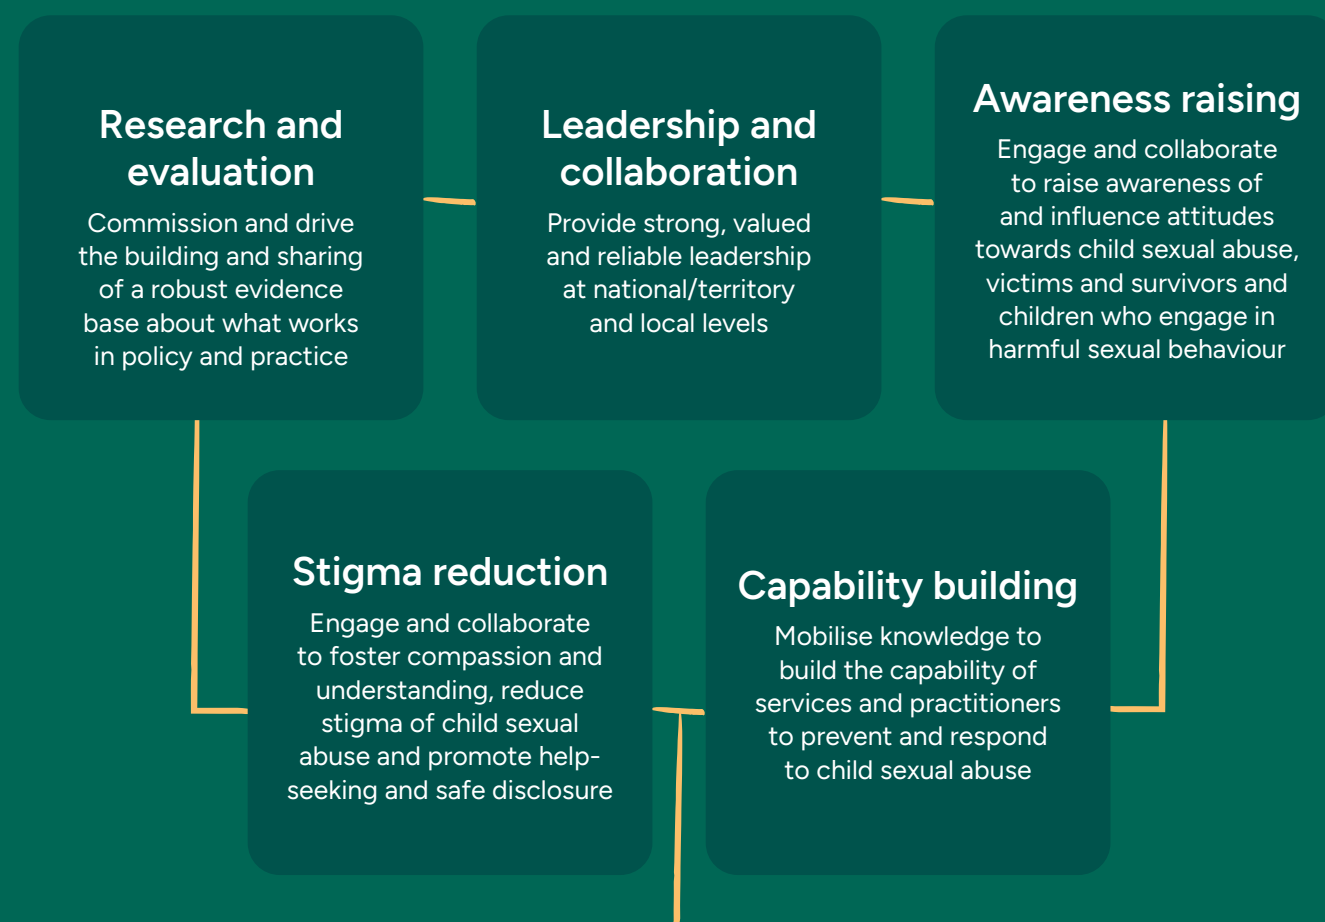 Research and
evaluation
Commission and drive
the building and sharing
of a robust evidence
base about what works
in policy and practice
Leadership and
collaboration
Provide strong, valued
and reliable leadership
at national/territory
and local levels
Awareness raising
Engage and collaborate
to raise awareness of
and influence attitudes
towards child sexual abuse,
victims and survivors and
children who engage in
harmful sexual behaviour
Stigma reduction
Engage and collaborate
to foster compassion and
understanding, reduce
stigma of child sexual
abuse and promote help-
seeking and safe disclosure
Capability building
Mobilise knowledge to
build the capability of
services and practitioners
to prevent and respond
to child sexual abuse